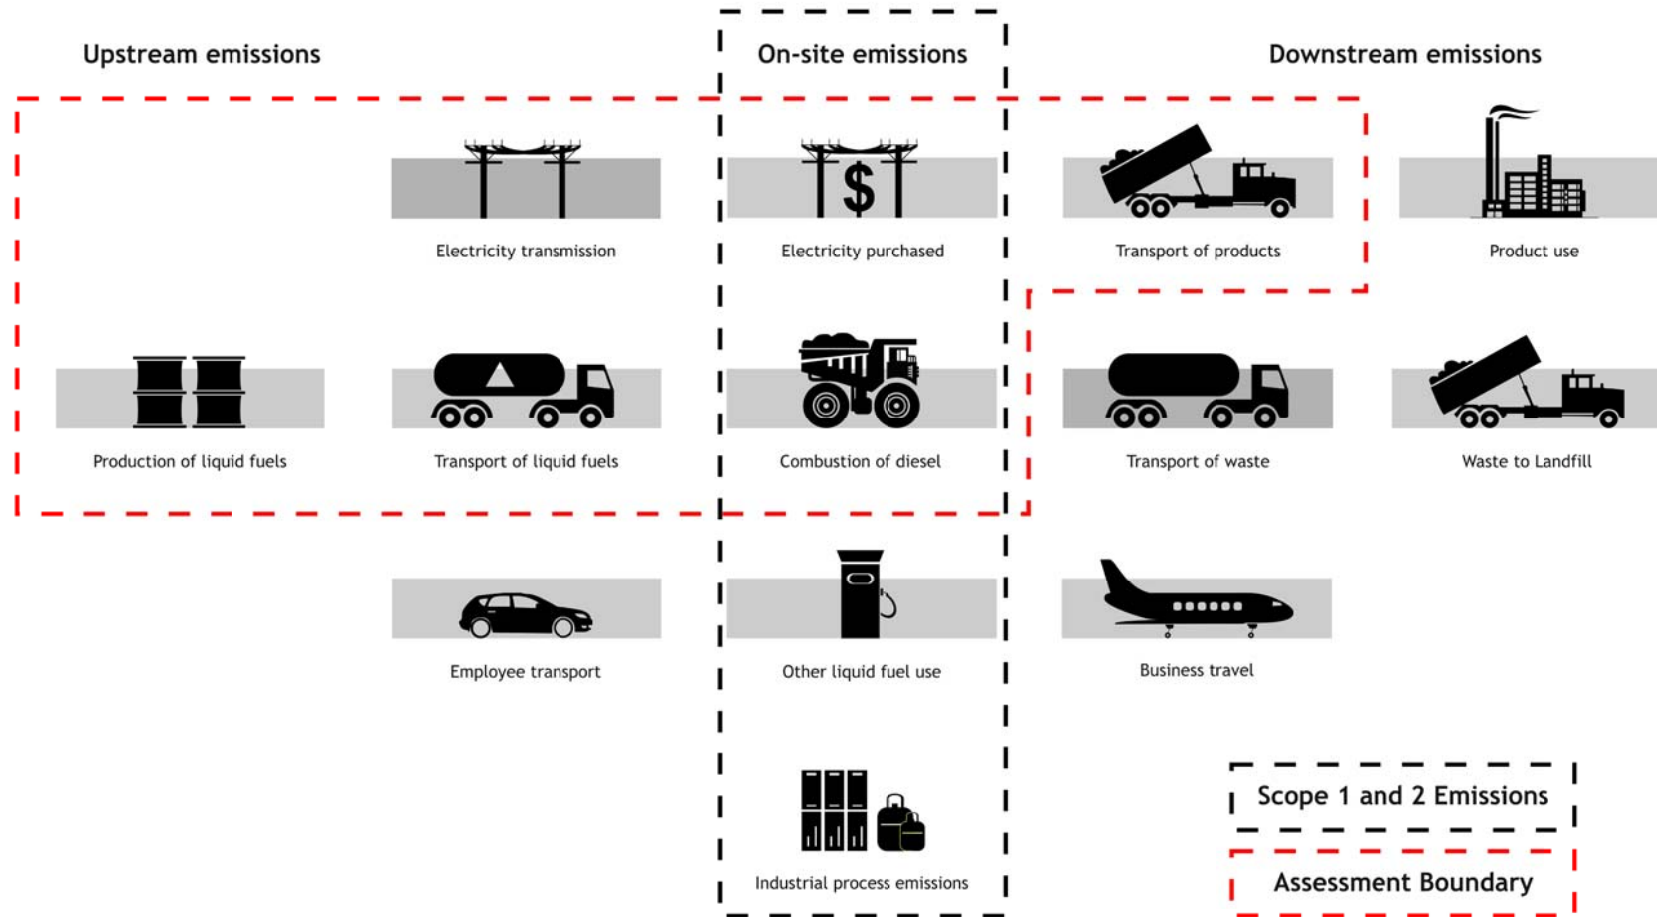 Upstream emissions
On-site emissions
Downstream emissions
Electricity transmission
$
Electricity purchased
Transport of products
Product use
Production of liquid fuels
Transport of liquid fuels
Combustion of diesel
Transport of waste
Waste to Landfill
Employee transport
Other liquid fuel use
Business travel
Industrial process emissions
Scope 1 and 2 Emissions
Assessment Boundary